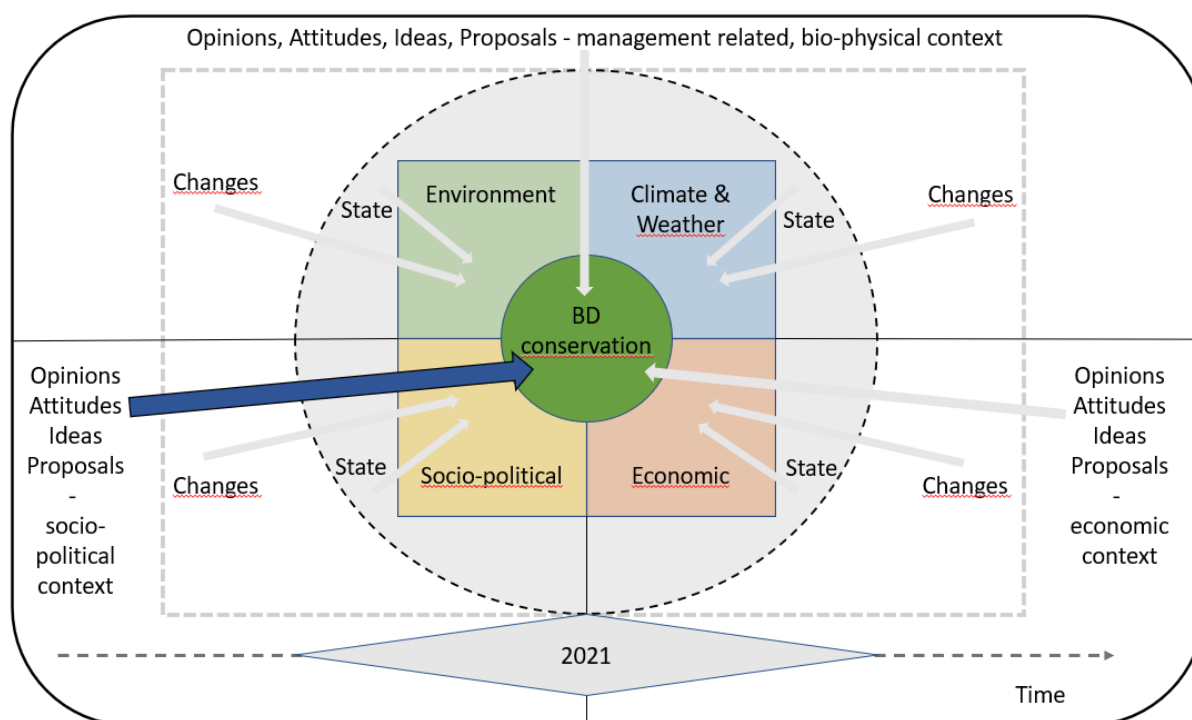 Opinions, Attitudes, Ideas, Proposals - management related, bio-physical context
Changes
State
Environment
Climate &
Weather
State
Changes
BD
conservation
Opinions
Attitudes
Ideas
Proposals
-
socio-
political
context
Changes
State
Socio-political
Economic
State
Changes
Opinions
Attitudes
Ideas
Proposals
-
economic
context
2021
Time